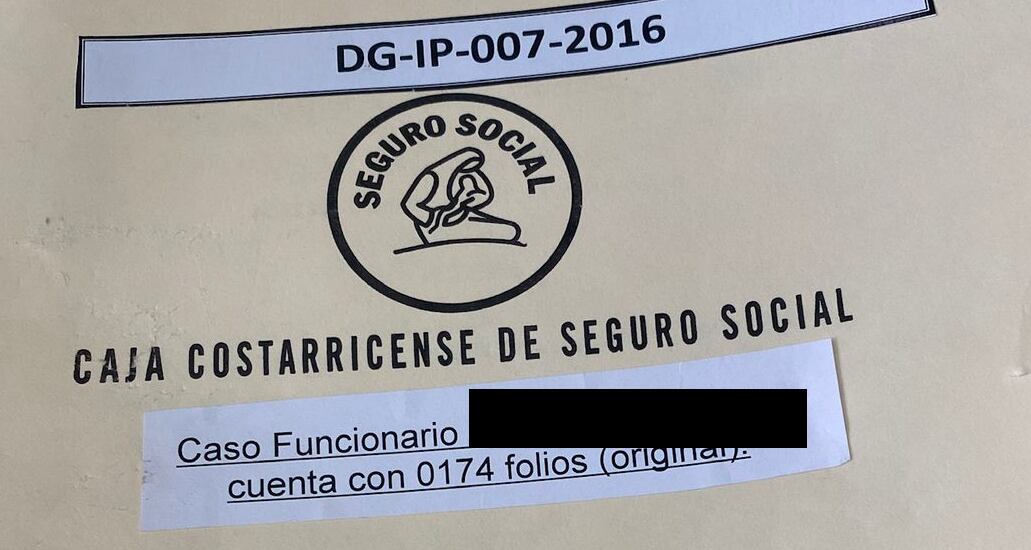 DG-IP-007-2016
SEGURO SOCIAL
CAJA COSTARRICENSE DE SEGURO SOCIAL
Caso Funcionario
cuenta con 0174 folios (original).